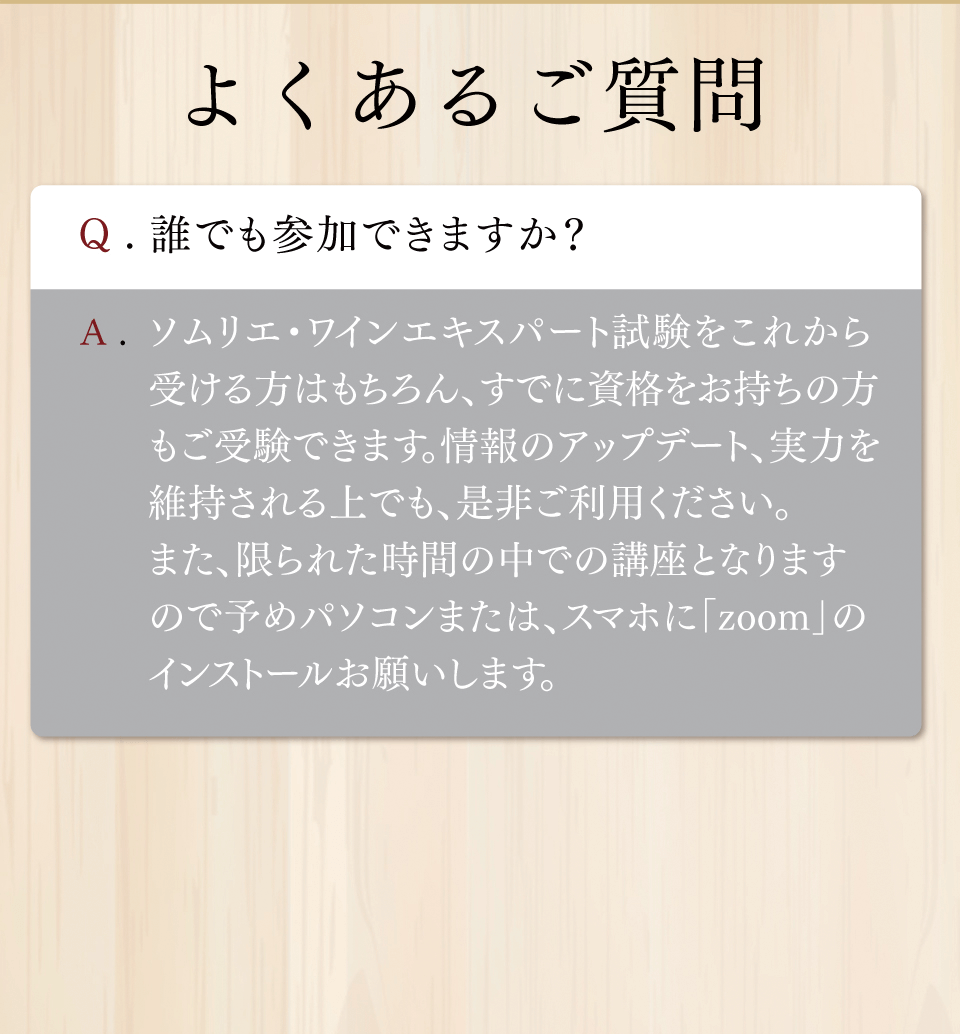 よくあるご質問
Q . 誰でも参加できますか？
A . ソムリエ・ワインエキスパート試験をこれから
受ける方はもちろん、すでに資格をお持ちの方
もご受験できます。情報のアップデート、実力を
維持される上でも、是非ご利用ください。
また、限られた時間の中での講座となります
ので予めパソコンまたは、スマホに「zoom」の
インストールお願いします。